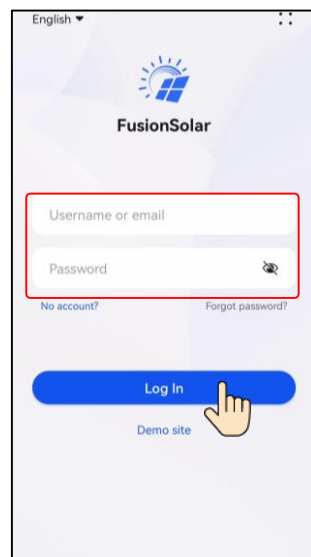 English
FusionSolar
Username or email
Password
No account? Forgot password?
Log In
Demo site